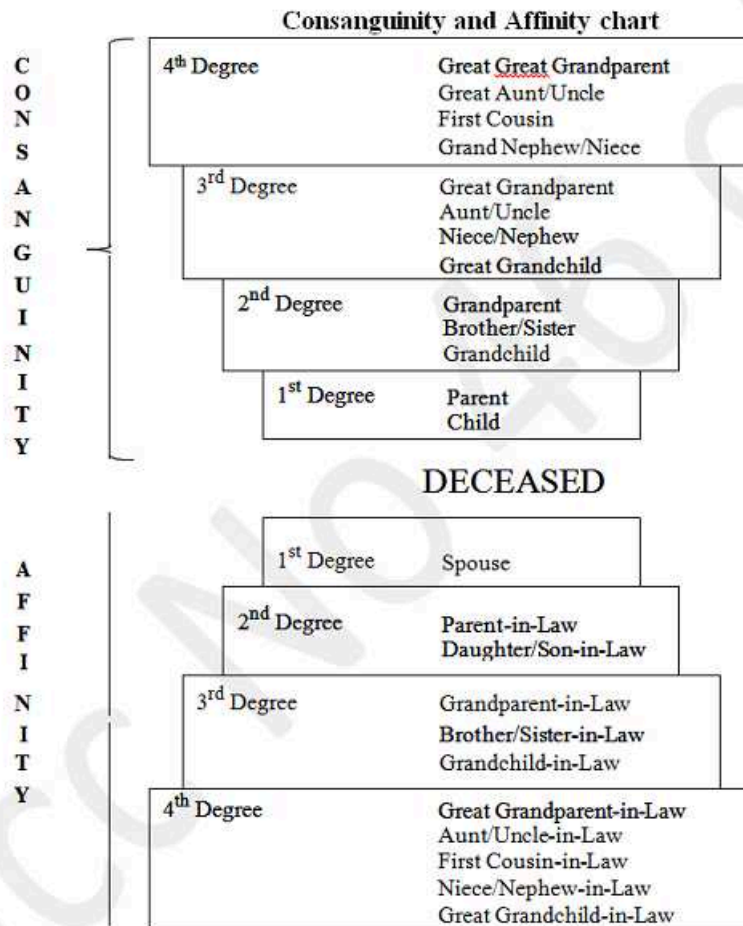 Consanguinity and Affinity chart
CONSANGUINITY
4th Degree Great Great Grandparent
Great Aunt/Uncle
First Cousin
Grand Nephew/Niece
3rd Degree Great Grandparent
Aunt/Uncle
Niece/Nephew
Great Grandchild
2nd Degree Grandparent
Brother/Sister
Grandchild
1st Degree Parent
Child
DECEASED
AFFINITY
1st Degree Spouse
2nd Degree Parent-in-Law
Daughter/Son-in-Law
3rd Degree Grandparent-in-Law
Brother/Sister-in-Law
Grandchild-in-Law
4th Degree Great Grandparent-in-Law
Aunt/Uncle-in-Law
First Cousin-in-Law
Niece/Nephew-in-Law
Great Grandchild-in-Law